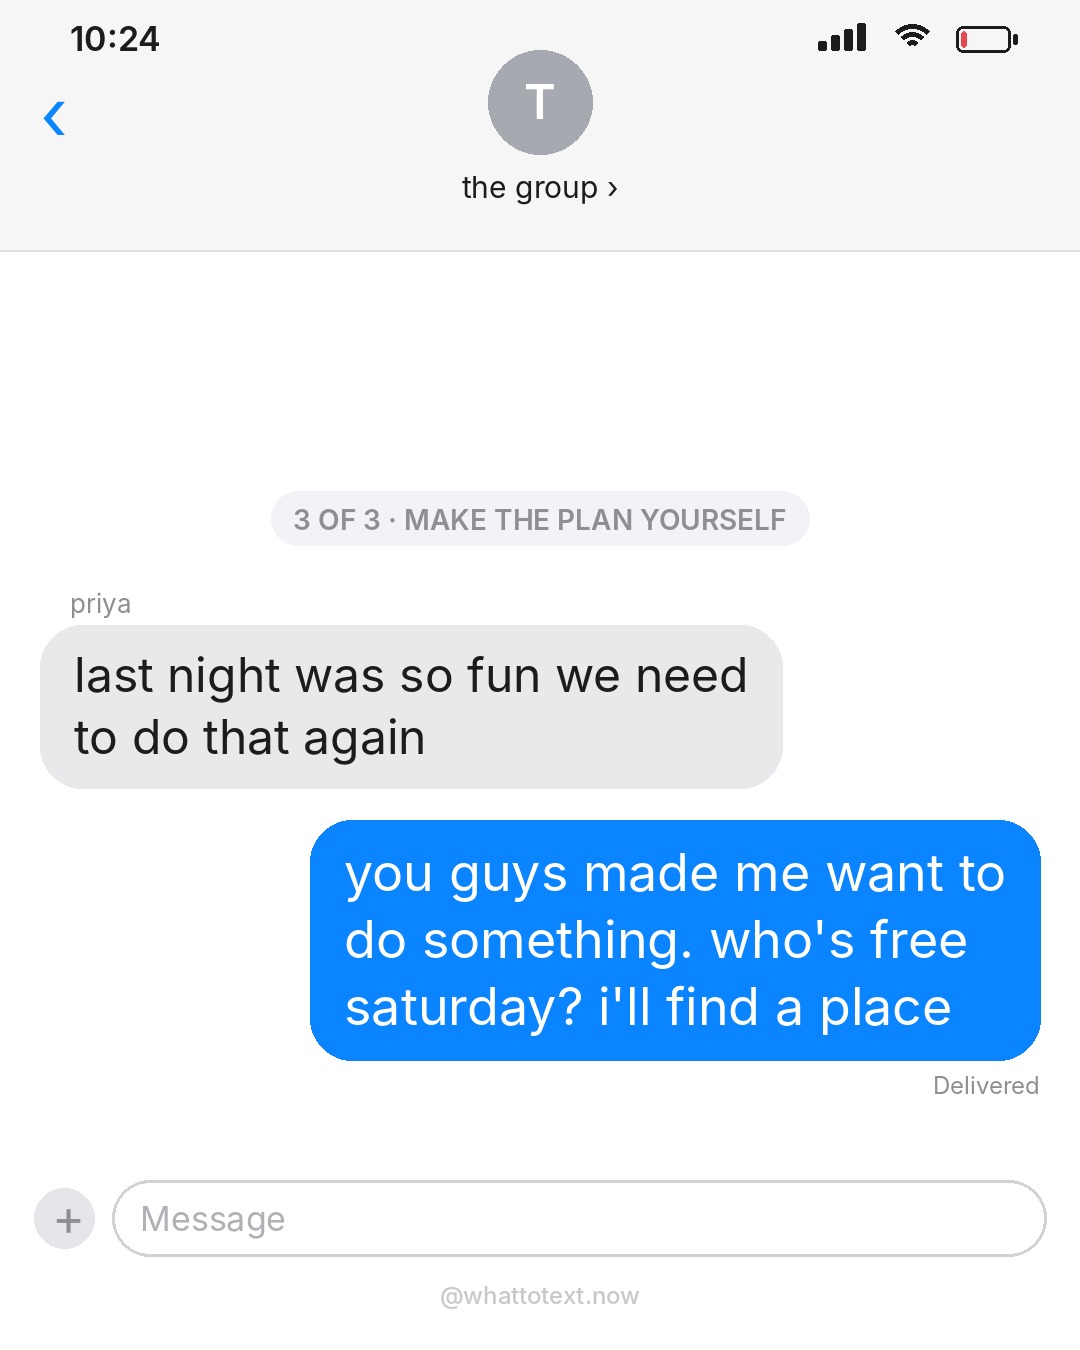 10:24
T
the group ›
3 OF 3 · MAKE THE PLAN YOURSELF
priya
last night was so fun we need
to do that again
you guys made me want to
do something. who's free
saturday? i'll find a place
Delivered
+ Message
@whattotext.now